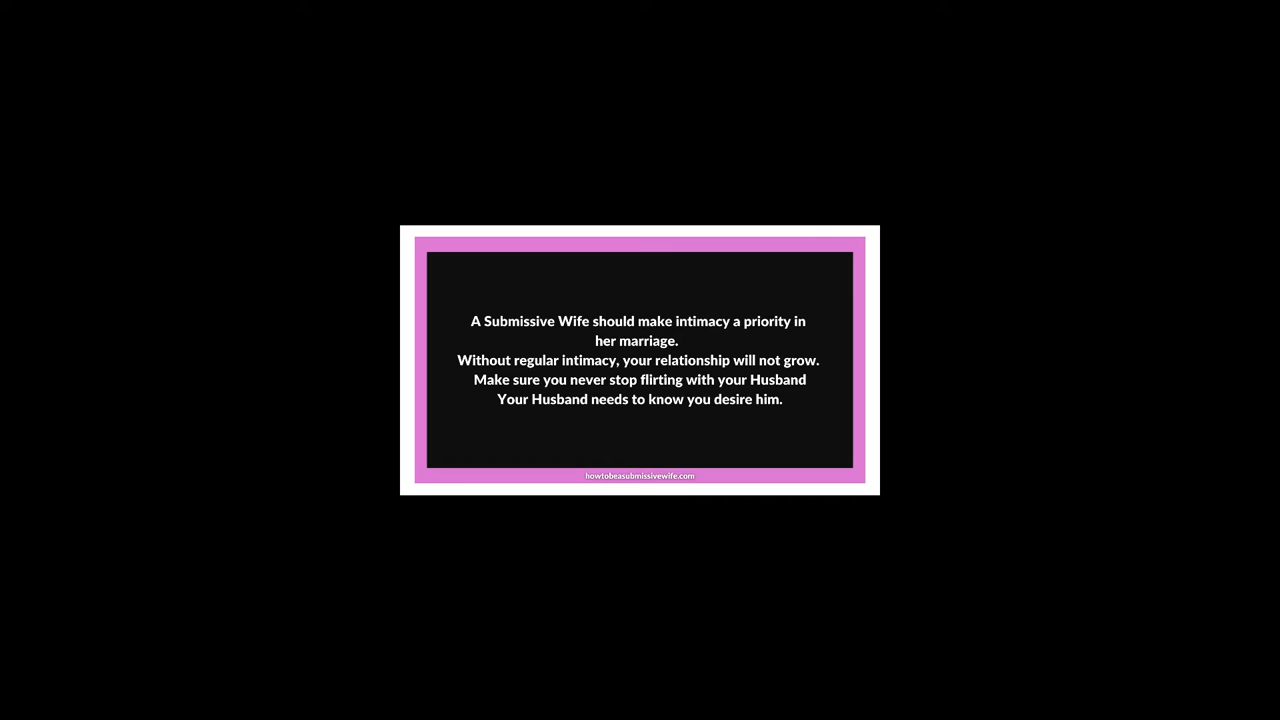 A Submissive Wife should make intimacy a priority in
her marriage.
Without regular intimacy, your relationship will not grow.
Make sure you never stop flirting with your Husband
Your Husband needs to know you desire him.
howtobeasubmissivewife.com